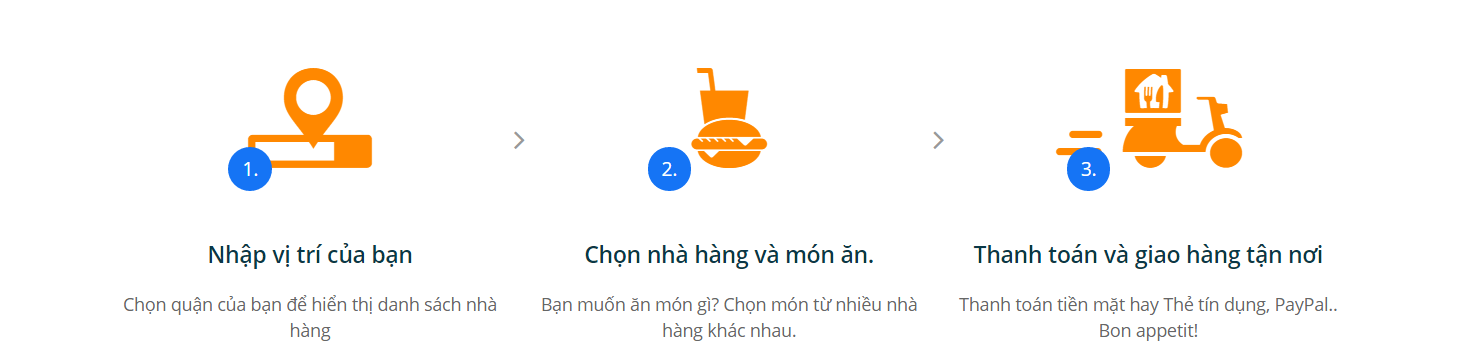 1.
Nhập vị trí của bạn
Chọn quận của bạn để hiển thị danh sách nhà
hàng
2.
Chọn nhà hàng và món ăn.
Bạn muốn ăn món gì? Chọn món từ nhiều nhà
hàng khác nhau.
3.
Thanh toán và giao hàng tận nơi
Thanh toán tiền mặt hay Thẻ tín dụng, PayPal..
Bon appetit!